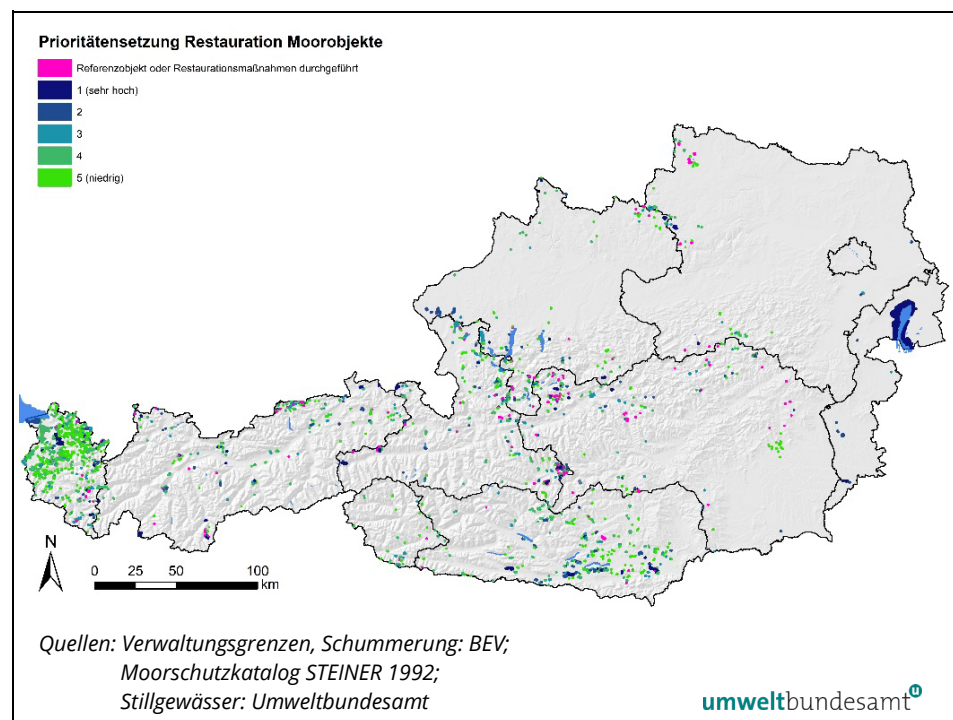 Prioritätensetzung Restauration Moorobjekte
Referenzobjekt oder Restaurationsmaßnahmen durchgeführt
1 (sehr hoch)
2
3
4
5 (niedrig)
N
0 25 50 100
km
Quellen: Verwaltungsgrenzen, Schummerung: BEV;
Moorschutzkatalog STEINER 1992;
Stillgewässer: Umweltbundesamt
umweltbundesamt u